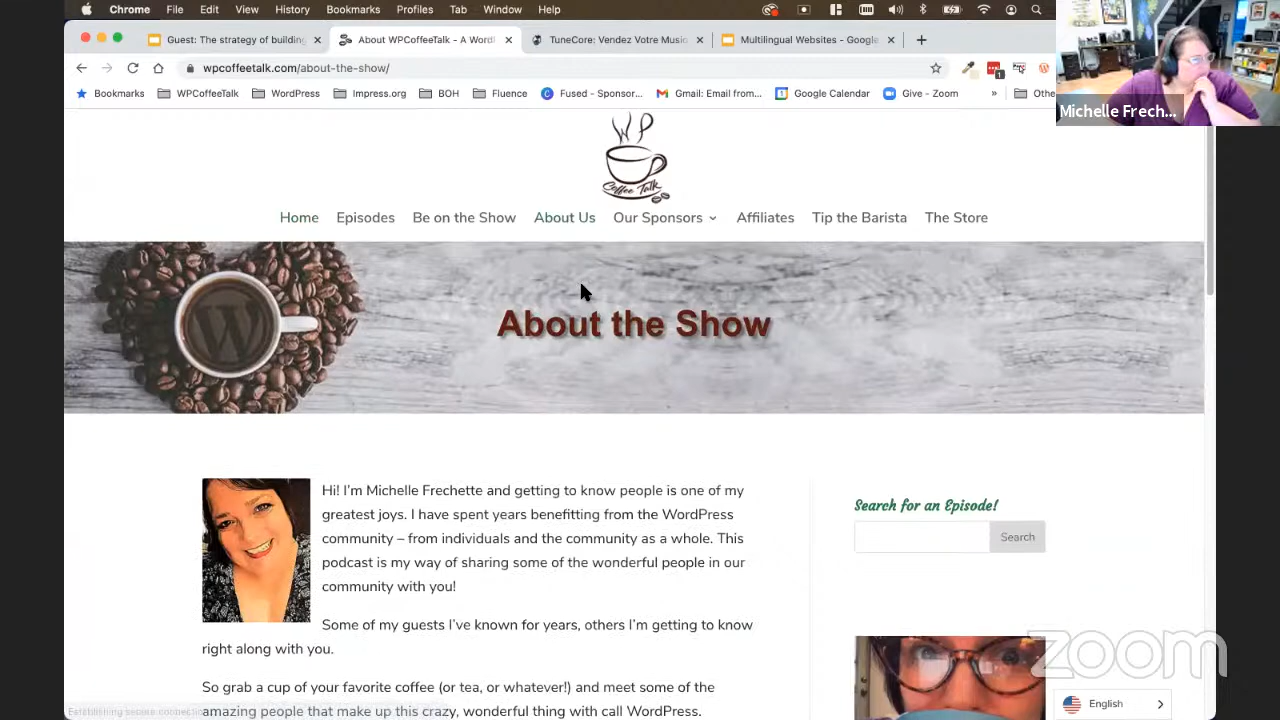 Chrome File Edit View History Bookmarks Profiles Tab Window Help
Guest: The strategy of building
About WPCoffeeTalk - A Word
re: Vendez Votre Music
Multilingual Websites - Google
wpcoffeetalk.com/about-the-show/
1
Bookmarks WPCoffeeTalk WordPress Impress.org BOH Fluence Fused - Sponsor... Gmail: Email from... Google Calendar Give - Zoom » Othe
Michelle Frech...
WP
Coffee Talk
Home Episodes Be on the Show About Us Our Sponsors Affiliates Tip the Barista The Store
About the Show
Hi! I'm Michelle Frechette and getting to know people is one of my
greatest joys. I have spent years benefitting from the WordPress
community – from individuals and the community as a whole. This
podcast is my way of sharing some of the wonderful people in our
community with you!
Some of my guests I've known for years, others I'm getting to know
right along with you.
So grab a cup of your favorite coffee (or tea, or whatever!) and meet some of the
amazing people that make up this crazy, wonderful thing with call WordPress.
Search for an Episode!
Search
zoom
English
Establishing secure connection